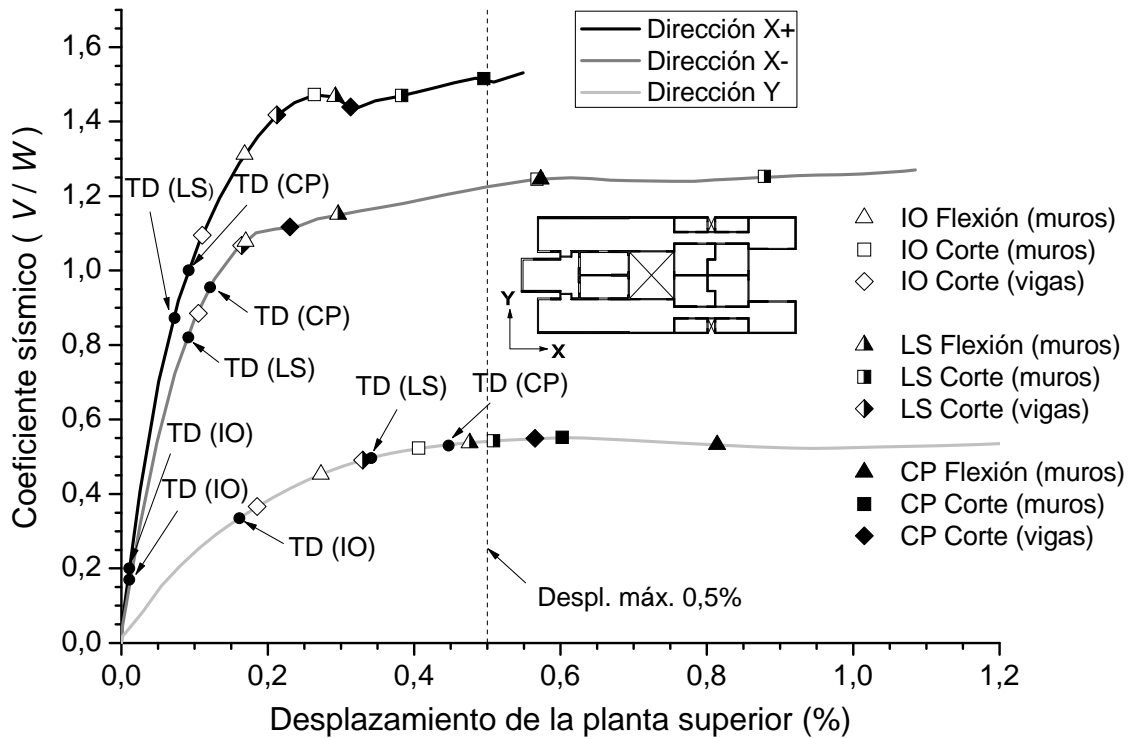 Coeficiente sísmico ( V / W)
1,6
1,4
1,2
1,0
0,8
0,6
0,4
0,2
0,0
0,0
0,2
0,4
0,6
0,8
1,0
1,2
Desplazamiento de la planta superior (%)
Dirección X+
Dirección X-
Dirección Y
TD (LS)
TD (CP)
TD (CP)
TD (LS)
TD (LS)
TD (CP)
TD (IO)
TD (IO)
TD (IO)
Despl. máx. 0,5%
Y
X
IO Flexión (muros)
IO Corte (muros)
IO Corte (vigas)
LS Flexión (muros)
LS Corte (muros)
LS Corte (vigas)
CP Flexión (muros)
CP Corte (muros)
CP Corte (vigas)